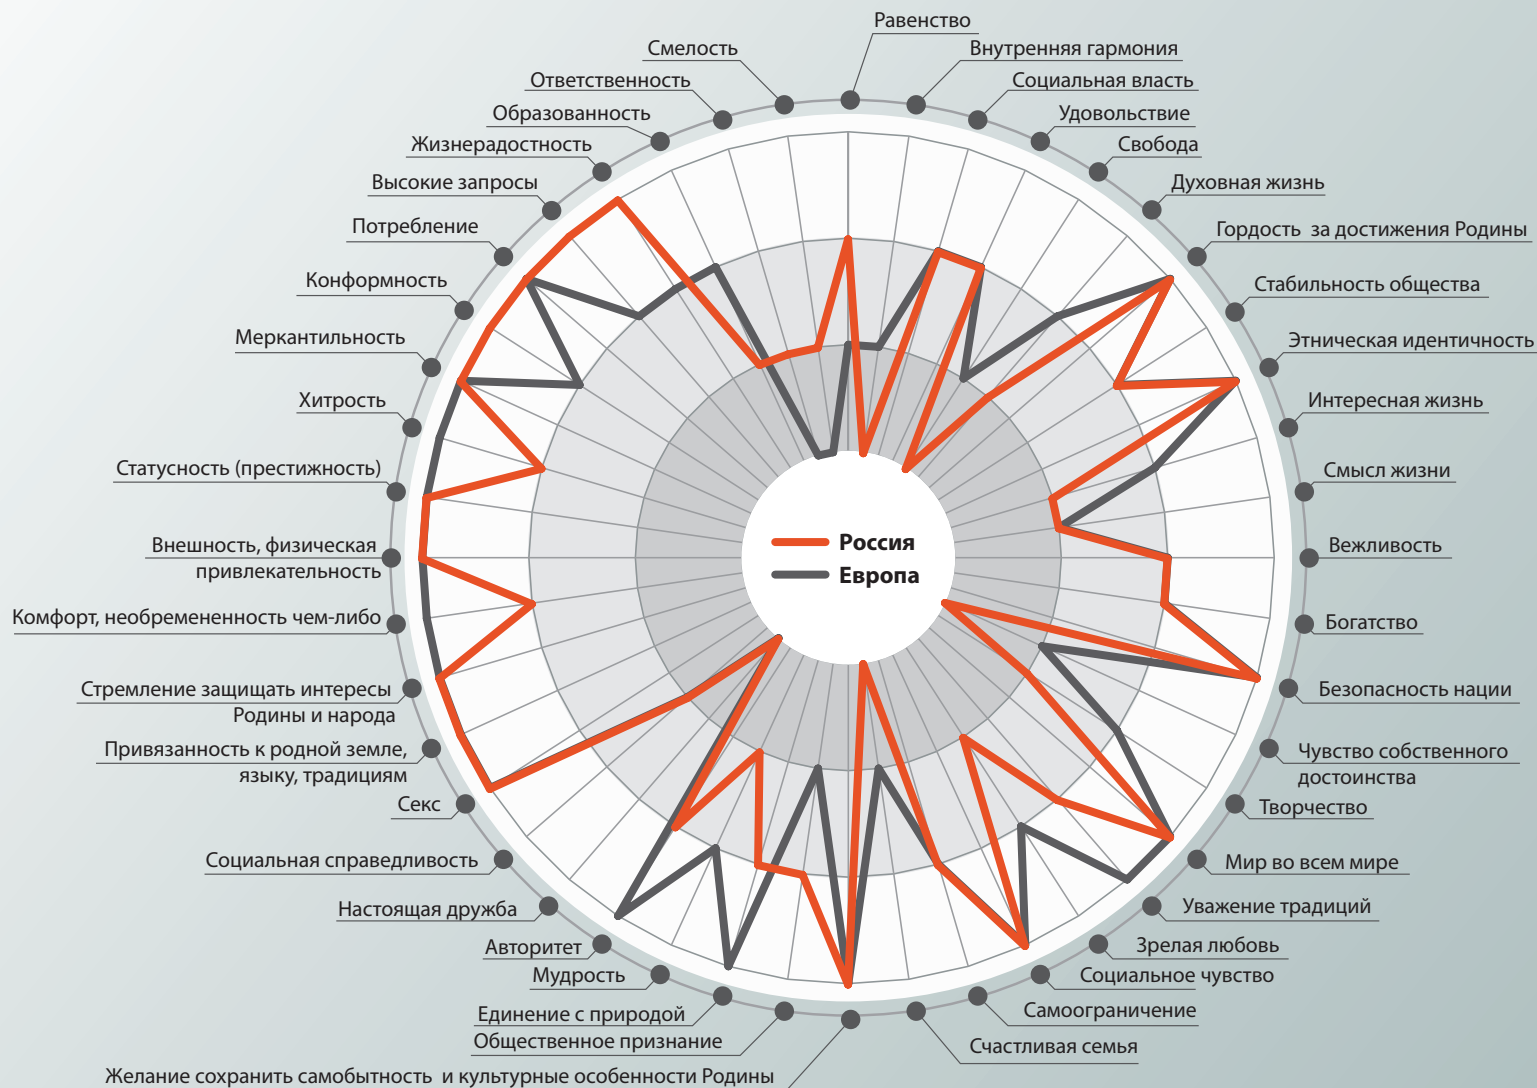 Равенство
Внутренняя гармония
Социальная власть
Удовольствие
Свобода
Духовная жизнь
Гордость за достижения Родины
Стабильность общества
Этническая идентичность
Интересная жизнь
Смысл жизни
Вежливость
Богатство
Безопасность нации
Чувство собственного
достоинства
Творчество
Мир во всем мире
Уважение традиций
Зрелая любовь
Социальное чувство
Самоограничение
Счастливая семья
Желание сохранить самобытность и культурные особенности Родины
Общественное признание
Единение с природой
Мудрость
Авторитет
Настоящая дружба
Социальная справедливость
Секс
Привязанность к родной земле,
языку, традициям
Стремление защищать интересы
Родины и народа
Комфорт, необремененность чем-либо
Внешность, физическая
привлекательность
Статусность (престижность)
Хитрость
Меркантильность
Конформность
Потребление
Высокие запросы
Жизнерадостность
Образованность
Ответственность
Смелость
Россия
Европа